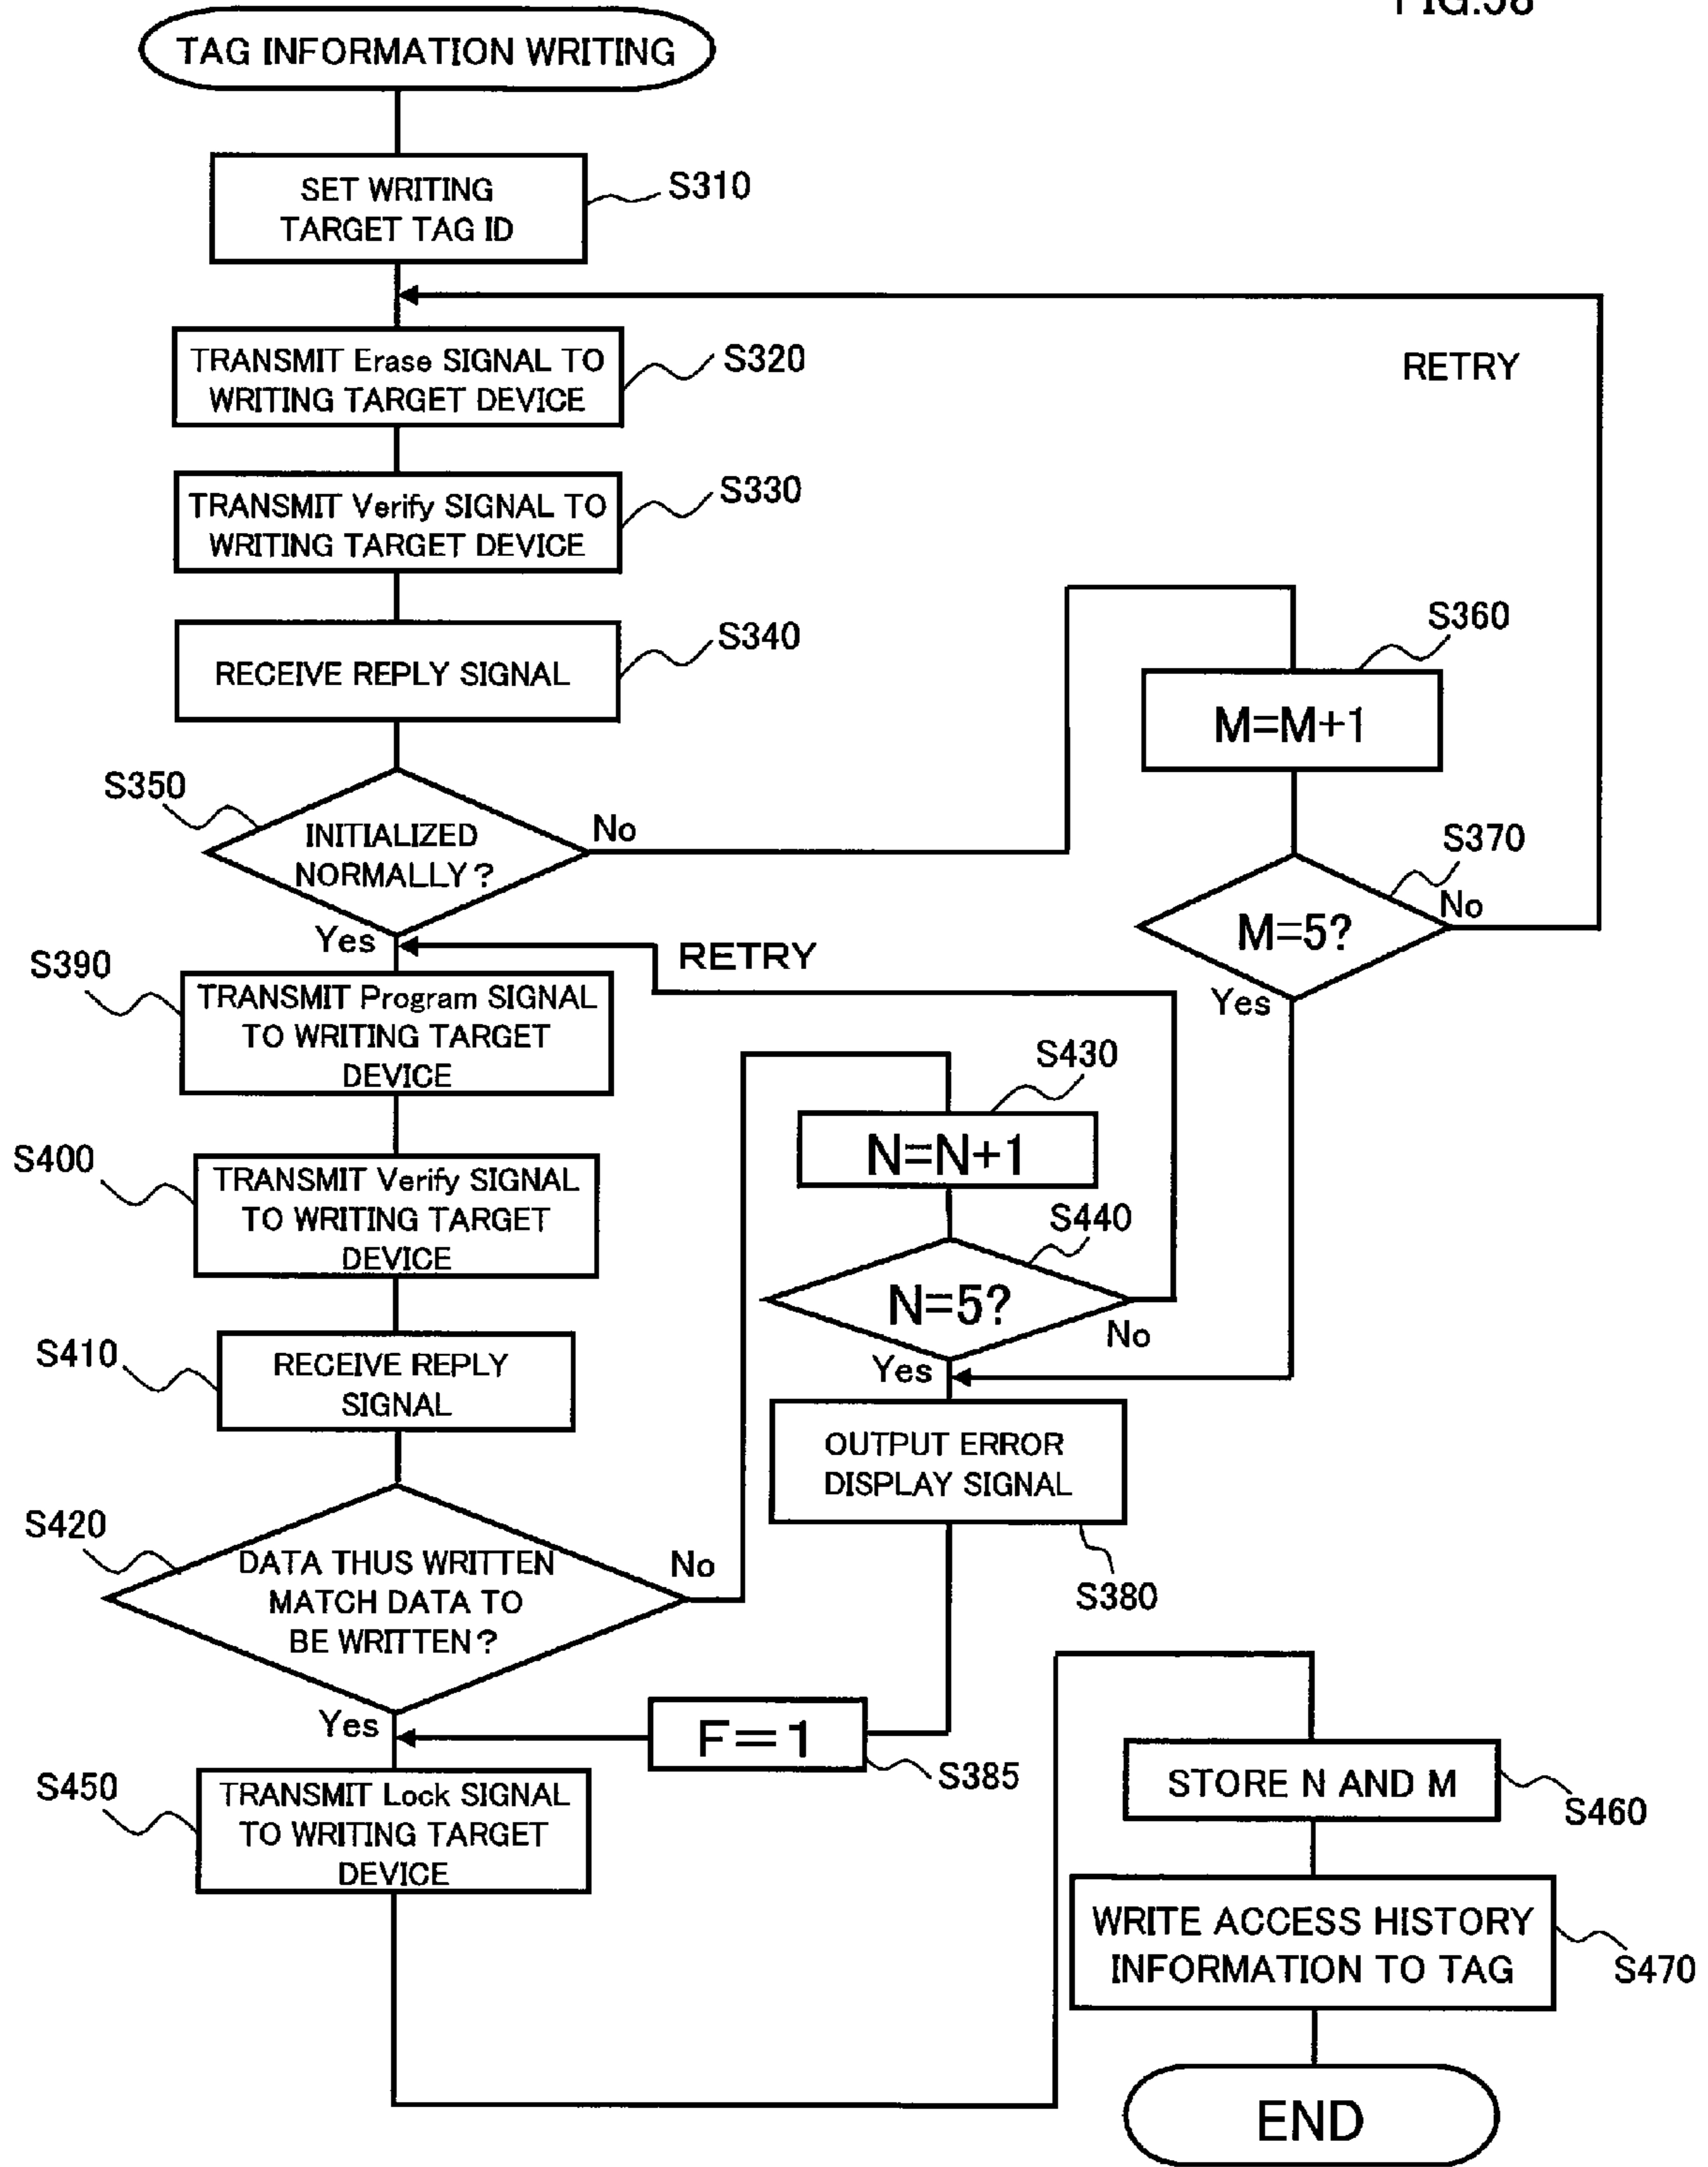 FIG.38
TAG INFORMATION WRITING
SET WRITING
TARGET TAG ID
S310
TRANSMIT Erase SIGNAL TO
WRITING TARGET DEVICE
S320
RETRY
TRANSMIT Verify SIGNAL TO
WRITING TARGET DEVICE
S330
RECEIVE REPLY SIGNAL
S340
S360
M=M+1
S350
INITIALIZED
NORMALLY?
No
Yes
S370
M=5?
No
Yes
RETRY
S390
TRANSMIT Program SIGNAL
TO WRITING TARGET
DEVICE
S430
N=N+1
S400
TRANSMIT Verify SIGNAL
TO WRITING TARGET
DEVICE
S440
N=5?
No
Yes
S410
RECEIVE REPLY
SIGNAL
OUTPUT ERROR
DISPLAY SIGNAL
S380
S420
DATA THUS WRITTEN
MATCH DATA TO
BE WRITTEN?
No
Yes
F=1
S385
S450
TRANSMIT Lock SIGNAL
TO WRITING TARGET
DEVICE
STORE N AND M
S460
WRITE ACCESS HISTORY
INFORMATION TO TAG
S470
END